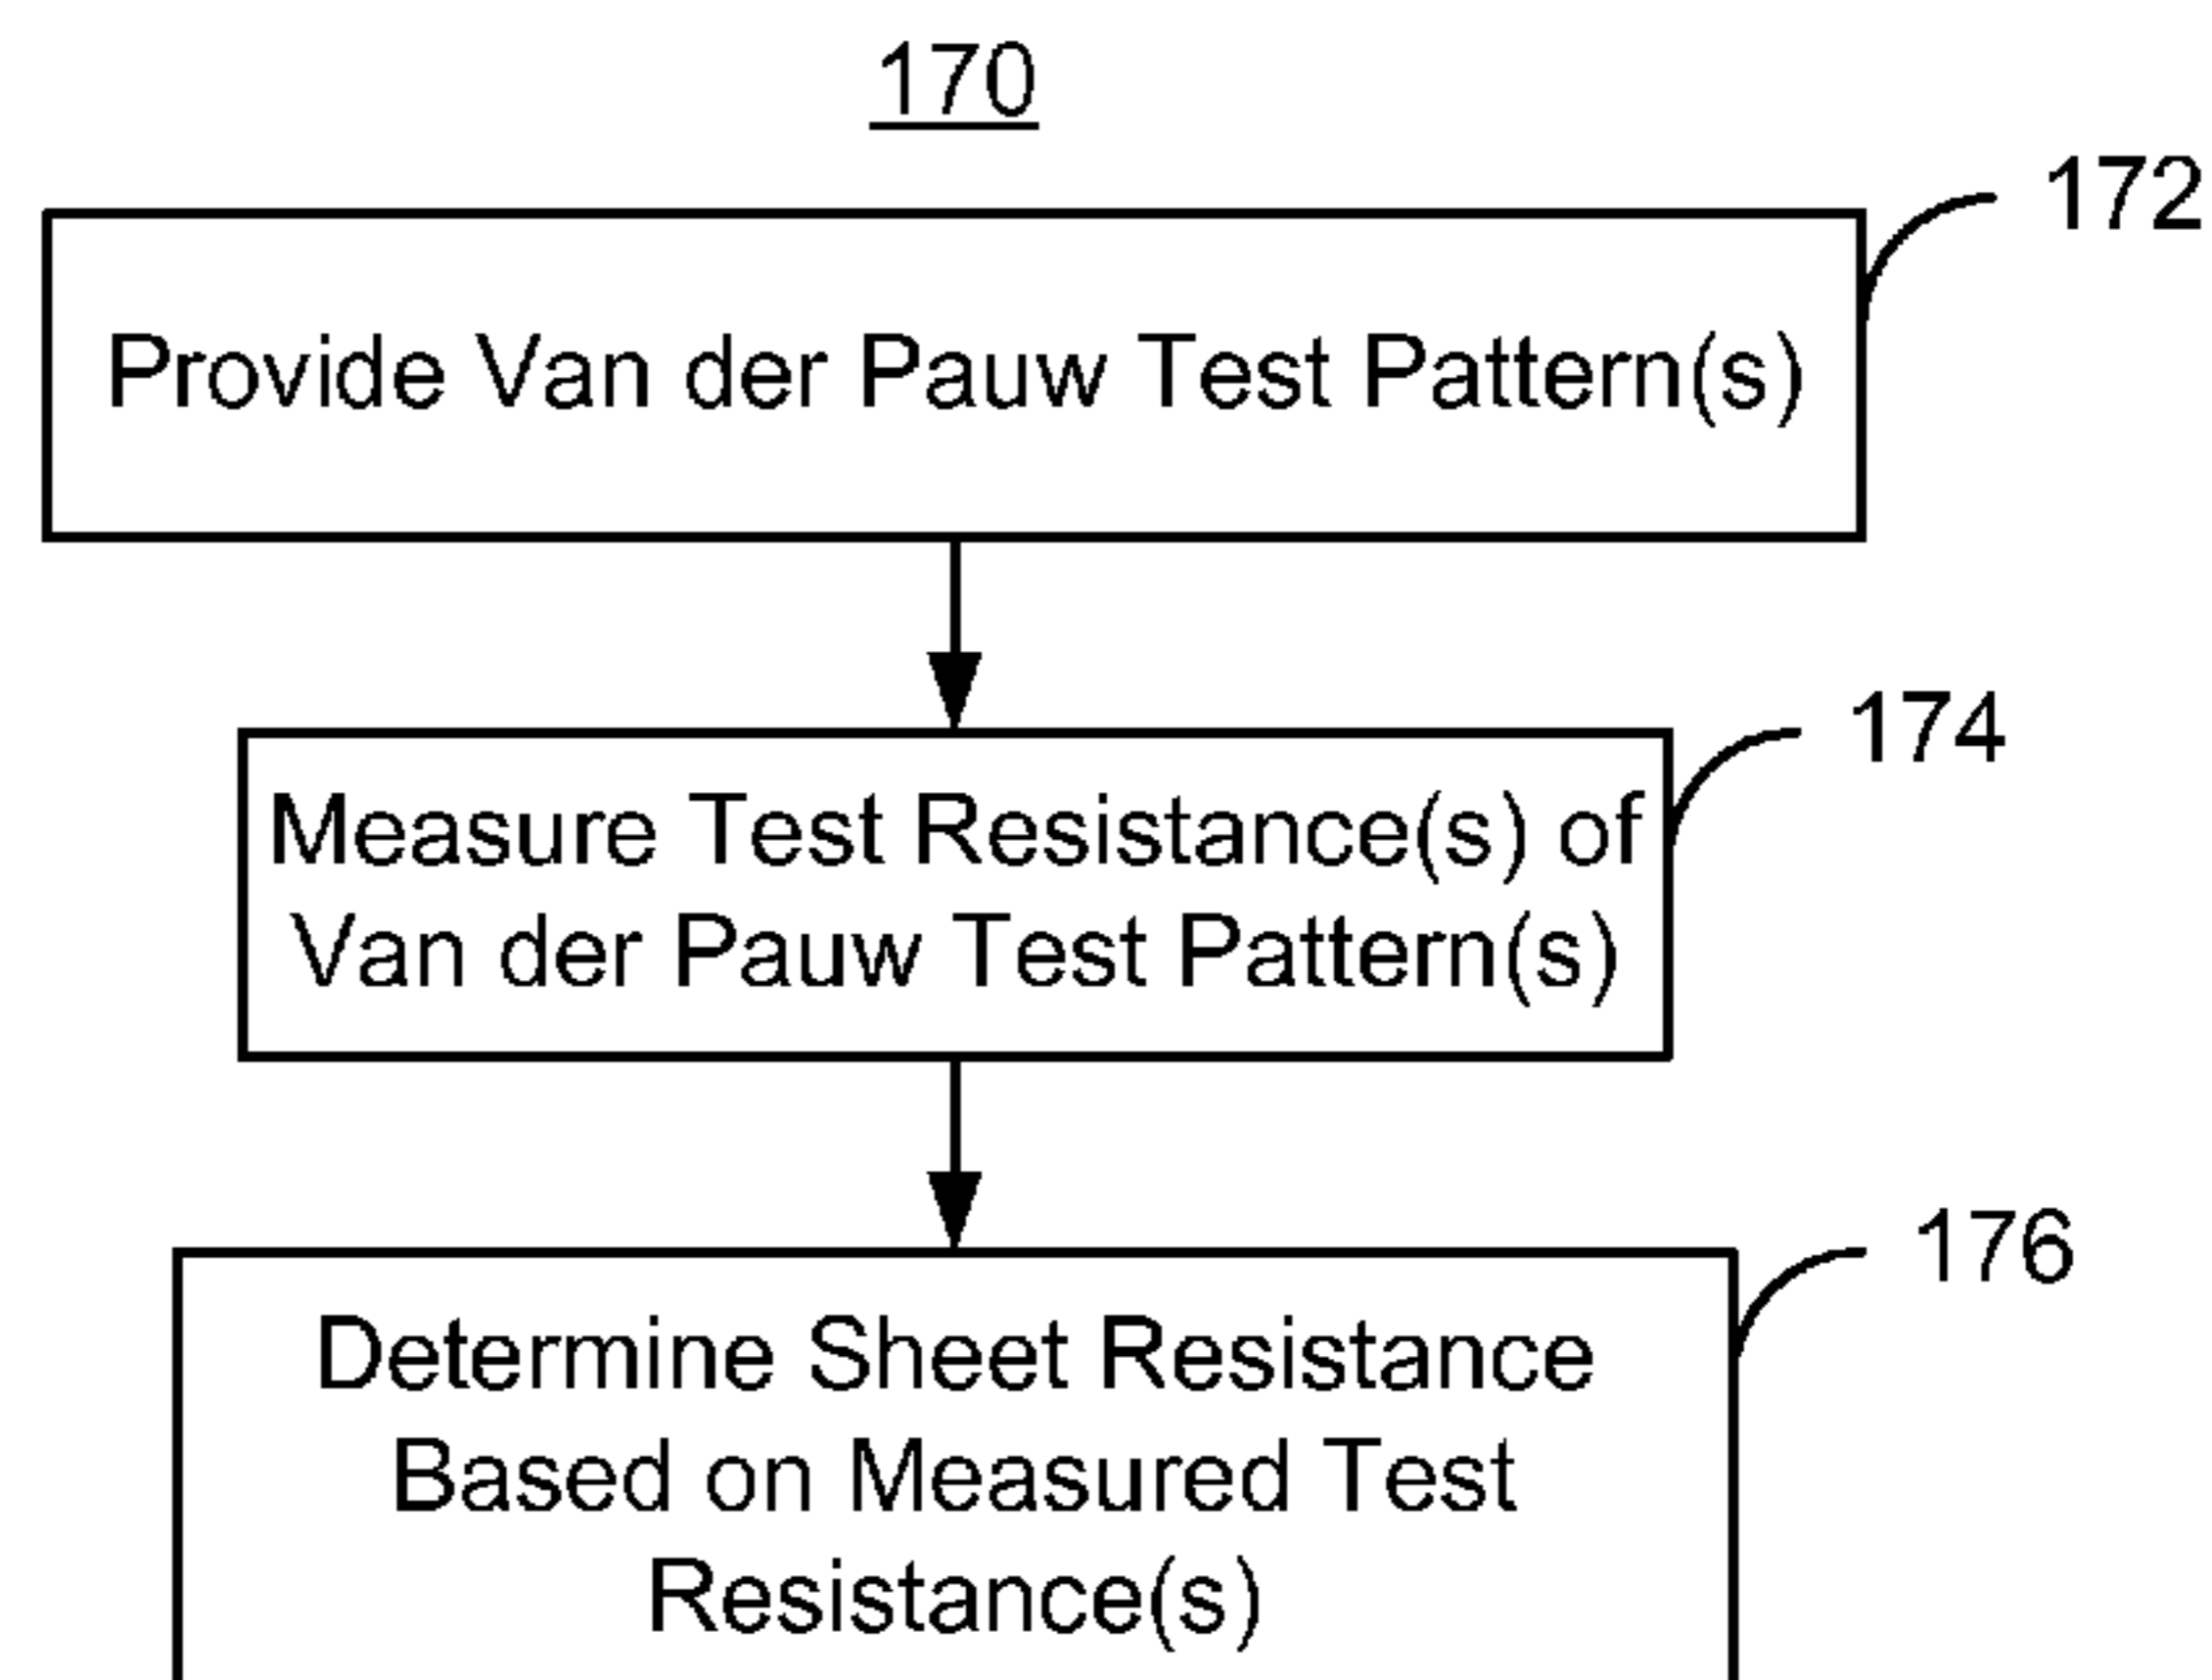 170
172
Provide Van der Pauw Test Pattern(s)
174
Measure Test Resistance(s) of
Van der Pauw Test Pattern(s)
176
Determine Sheet Resistance
Based on Measured Test
Resistance(s)